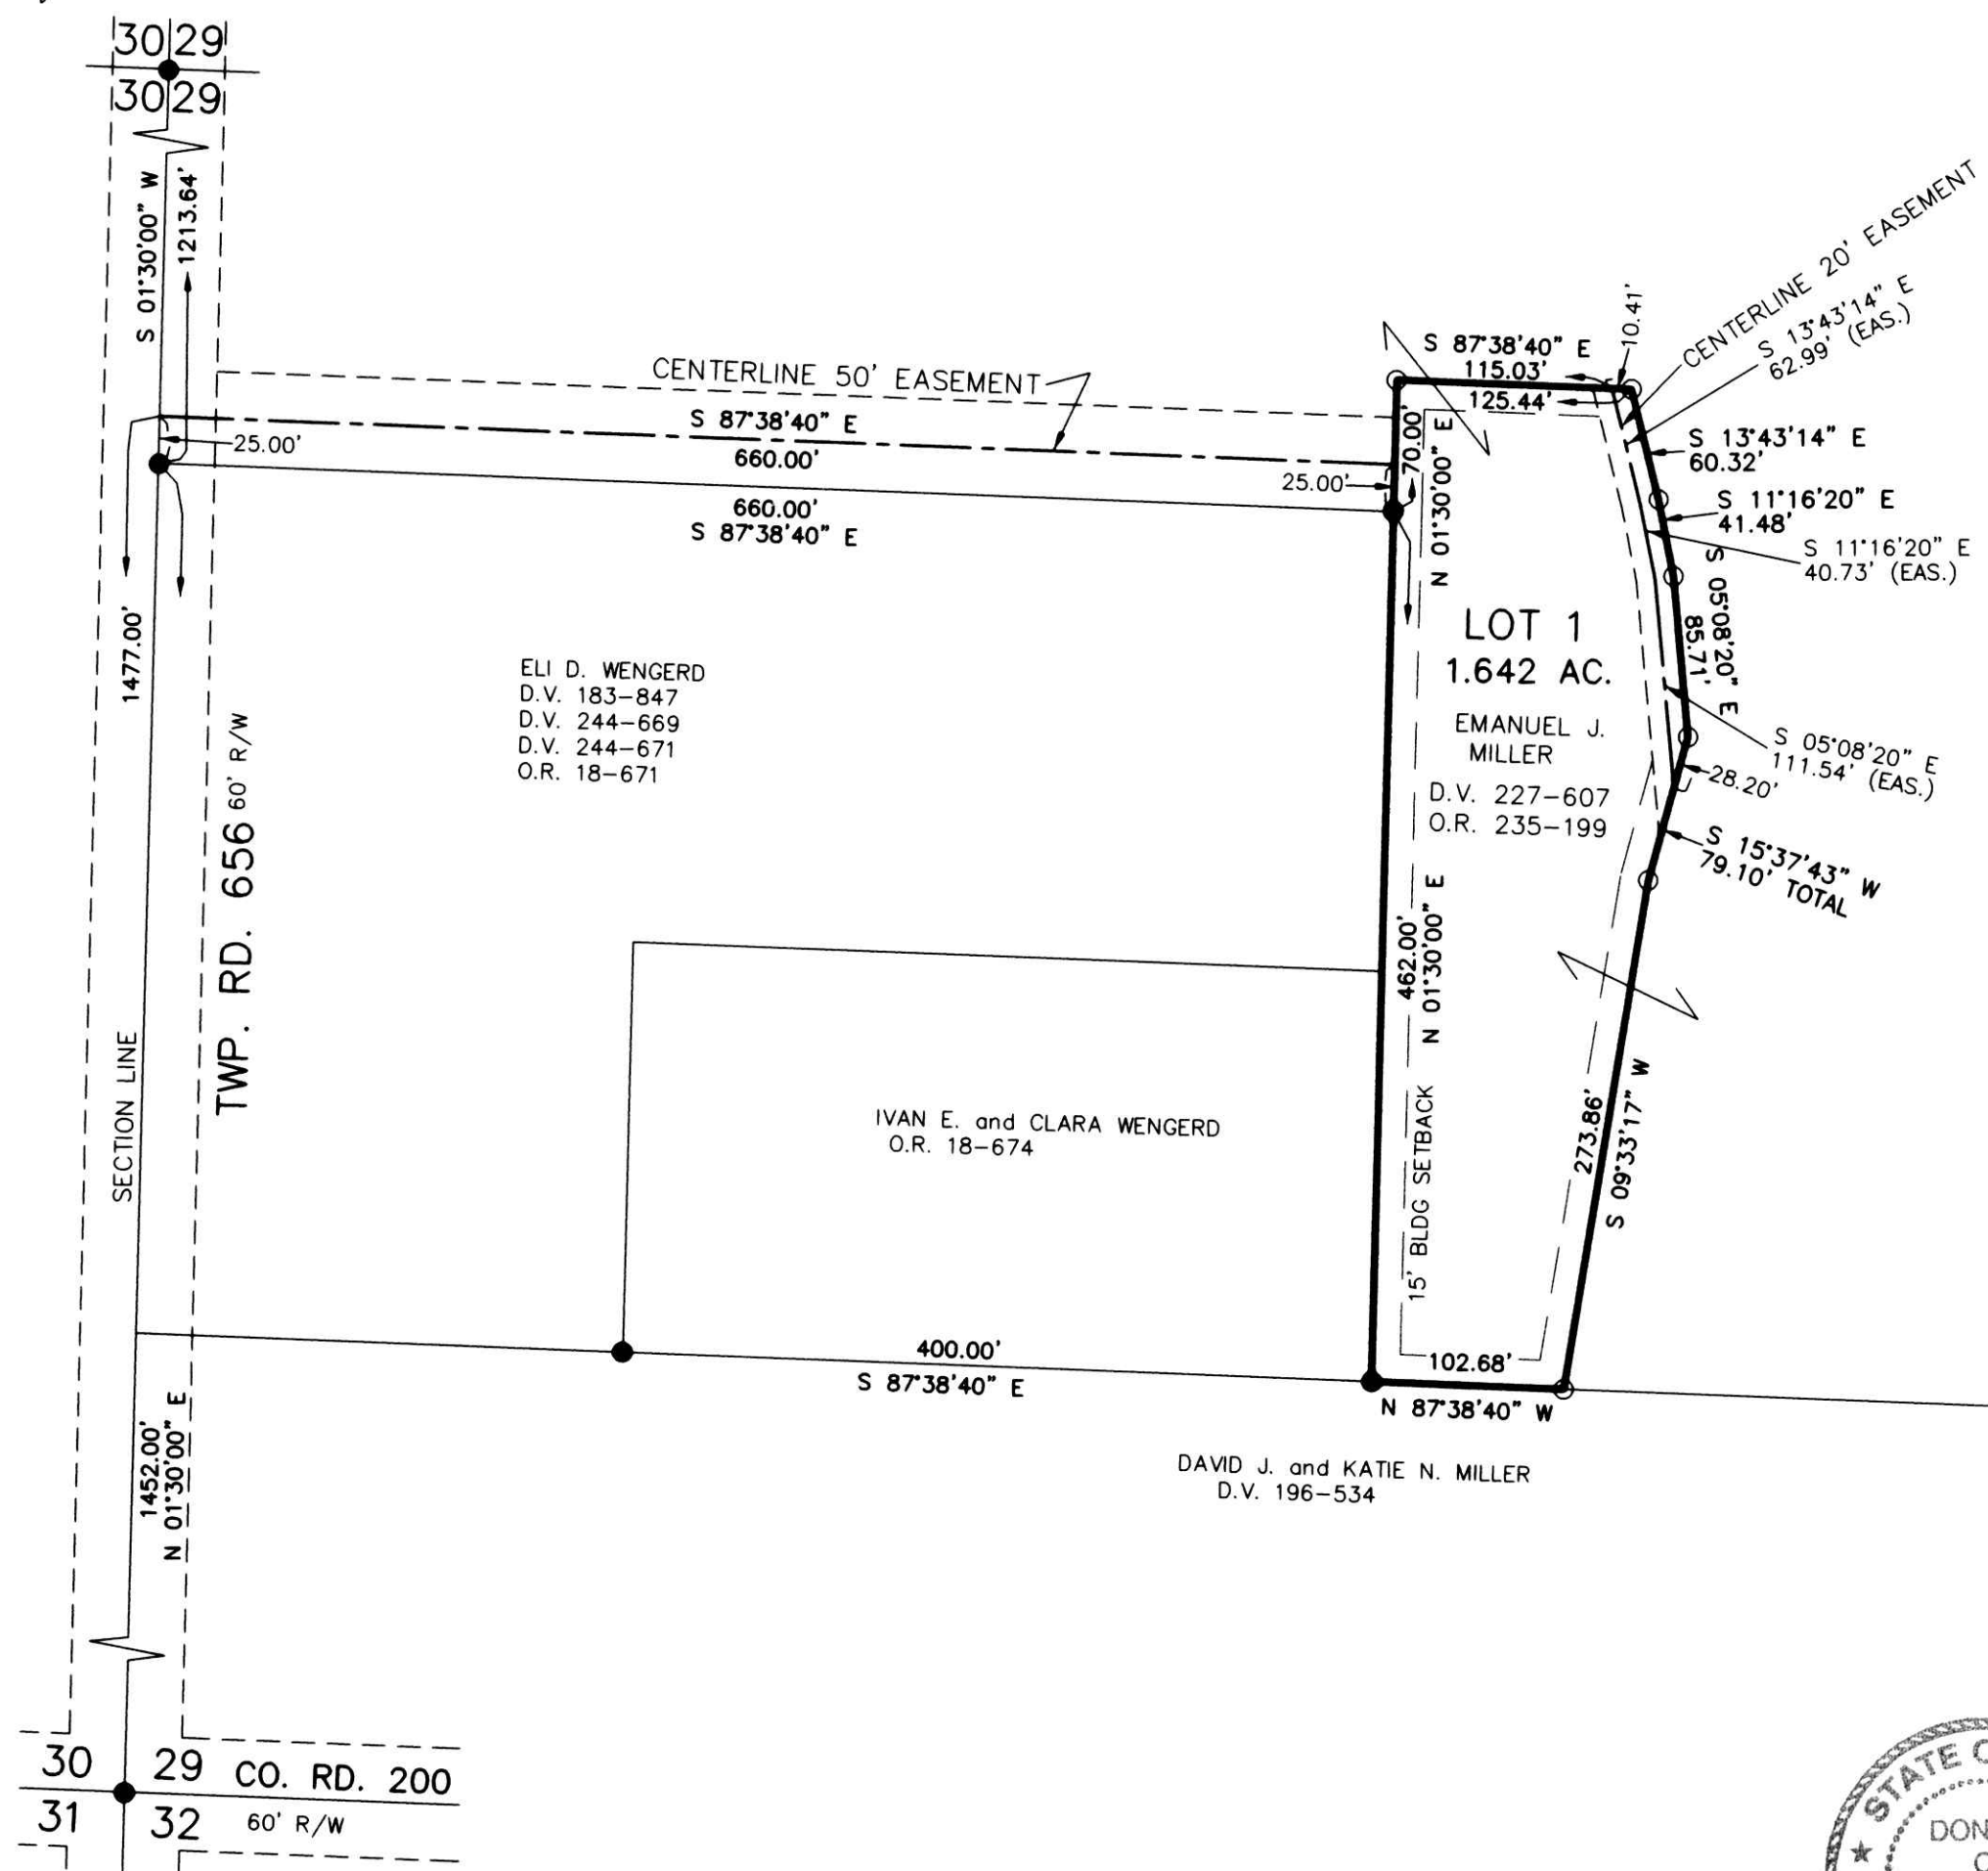 30 29
30 29
S 01°30'00" W
1213.64'
CENTERLINE 50' EASEMENT
S 87°38'40" E
660.00'
25.00'
660.00'
S 87°38'40" E
25.00'
S 87°38'40" E
115.03'
125.44'
10.41'
CENTERLINE 20' EASEMENT
S 13°43'14" E
62.99' (EAS.)
S 13°43'14" E
60.32'
S 11°16'20" E
41.48'
S 11°16'20" E
40.73' (EAS.)
S 05°08'20" E
85.71'
S 05°08'20" E
111.54' (EAS.)
28.20'
S 15°37'43" W
79.10' TOTAL
70.00'
N 01°30'00" E
LOT 1
1.642 AC.
EMANUEL J.
MILLER
D.V. 227-607
O.R. 235-199
1477.00'
ELI D. WENGERD
D.V. 183-847
D.V. 244-669
D.V. 244-671
O.R. 18-671
TWP. RD. 656 60' R/W
SECTION LINE
462.00'
N 01°30'00" E
15' BLDG SETBACK
273.86'
S 09°33'17" W
IVAN E. and CLARA WENGERD
O.R. 18-674
400.00'
S 87°38'40" E
102.68'
N 87°38'40" W
1452.00'
N 01°30'00" E
DAVID J. and KATIE N. MILLER
D.V. 196-534
30 29 CO. RD. 200
31 32 60' R/W
STATE O
DON